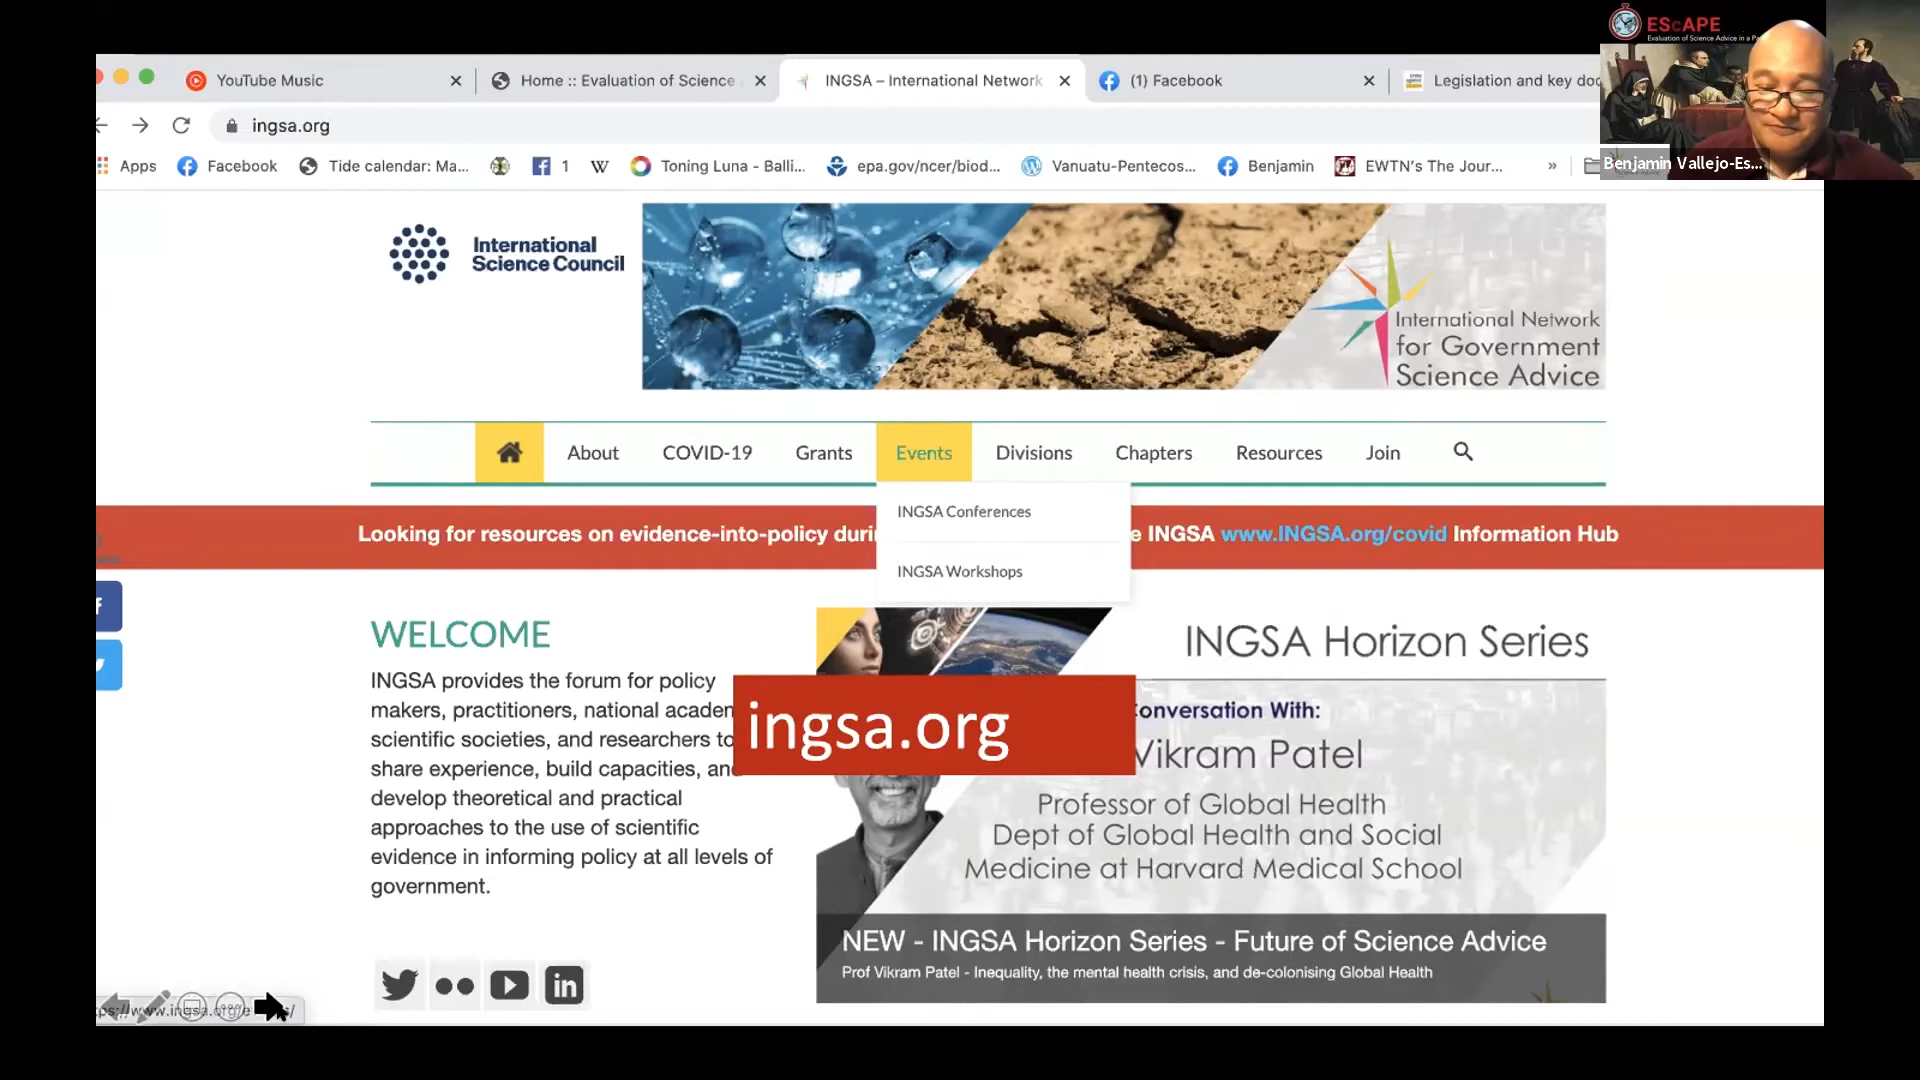 EScAPE
Evaluation of Science Advice in a
YouTube Music
Home :: Evaluation of Science
INGSA – International Network
(1) Facebook
Legislation and key doc
ingsa.org
Benjamin Vallejo-Es...
Apps
Facebook
Tide calendar: Ma...
1
W
Toning Luna - Balli...
epa.gov/ncer/biod...
Vanuatu-Pentecos...
Benjamin
EWTN's The Jour...
»
International
Science Council
International Network
for Government
Science Advice
About
COVID-19
Grants
Events
Divisions
Chapters
Resources
Join
INGSA Conferences
INGSA Workshops
Looking for resources on evidence-into-policy duri
e INGSA www.INGSA.org/covid Information Hub
WELCOME
INGSA provides the forum for policy
makers, practitioners, national academ
scientific societies, and researchers to
share experience, build capacities, and
develop theoretical and practical
approaches to the use of scientific
evidence in informing policy at all levels of
government.
INGSA Horizon Series
ingsa.org
onversation With:
Vikram Patel
Professor of Global Health
Dept of Global Health and Social
Medicine at Harvard Medical School
NEW - INGSA Horizon Series - Future of Science Advice
Prof Vikram Patel - Inequality, the mental health crisis, and de-colonising Global Health
in